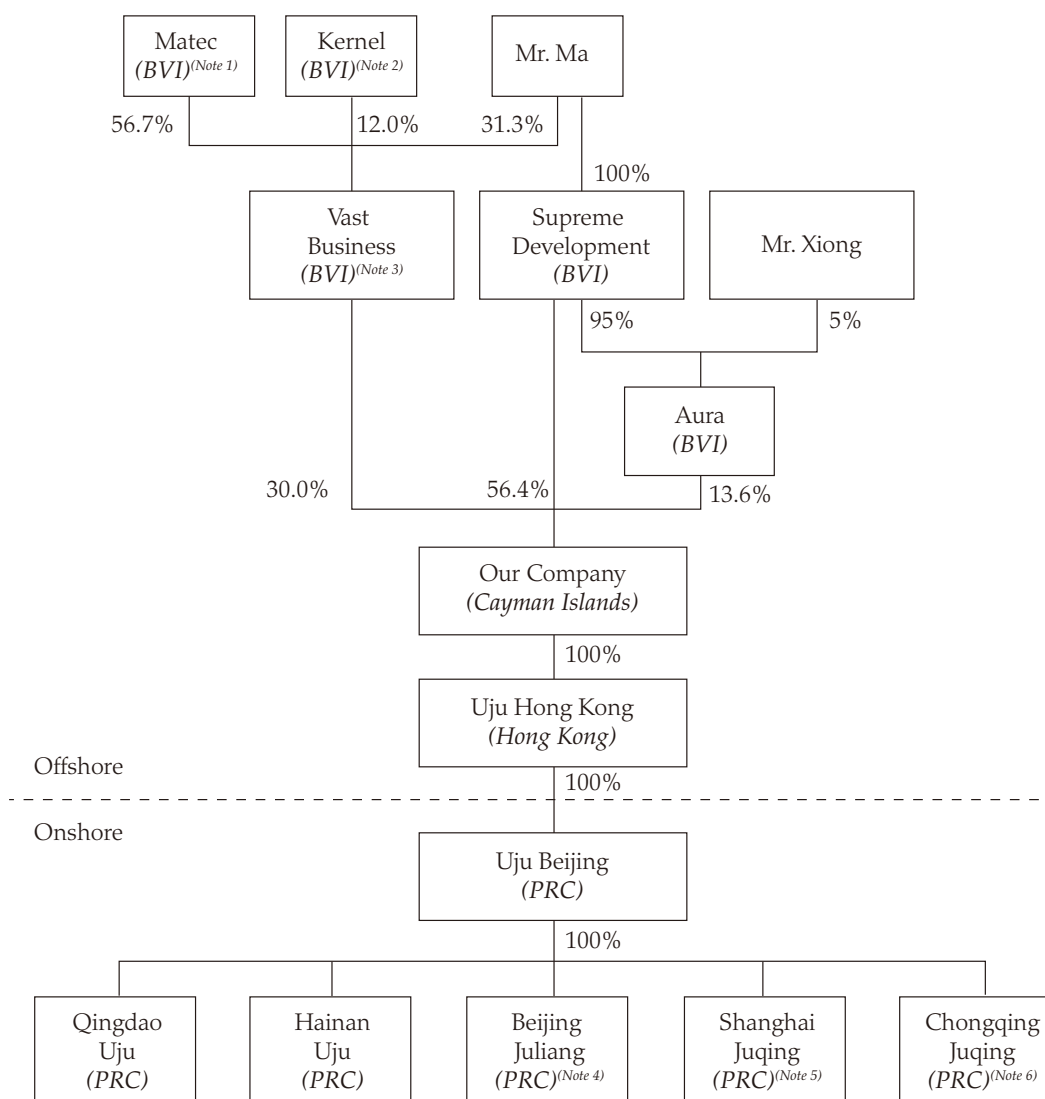 Matec
(BVI)(Note 1)
Kernel
(BVI)(Note 2)
Mr. Ma
56.7%
12.0%
31.3%
100%
Vast
Business
(BVI)(Note 3)
Supreme
Development
(BVI)
Mr. Xiong
95%
5%
Aura
(BVI)
30.0%
56.4%
13.6%
Our Company
(Cayman Islands)
100%
Uju Hong Kong
(Hong Kong)
Offshore
100%
Onshore
Uju Beijing
(PRC)
100%
Qingdao
Uju
(PRC)
Hainan
Uju
(PRC)
Beijing
Juliang
(PRC)(Note 4)
Shanghai
Juqing
(PRC)(Note 5)
Chongqing
Juqing
(PRC)(Note 6)